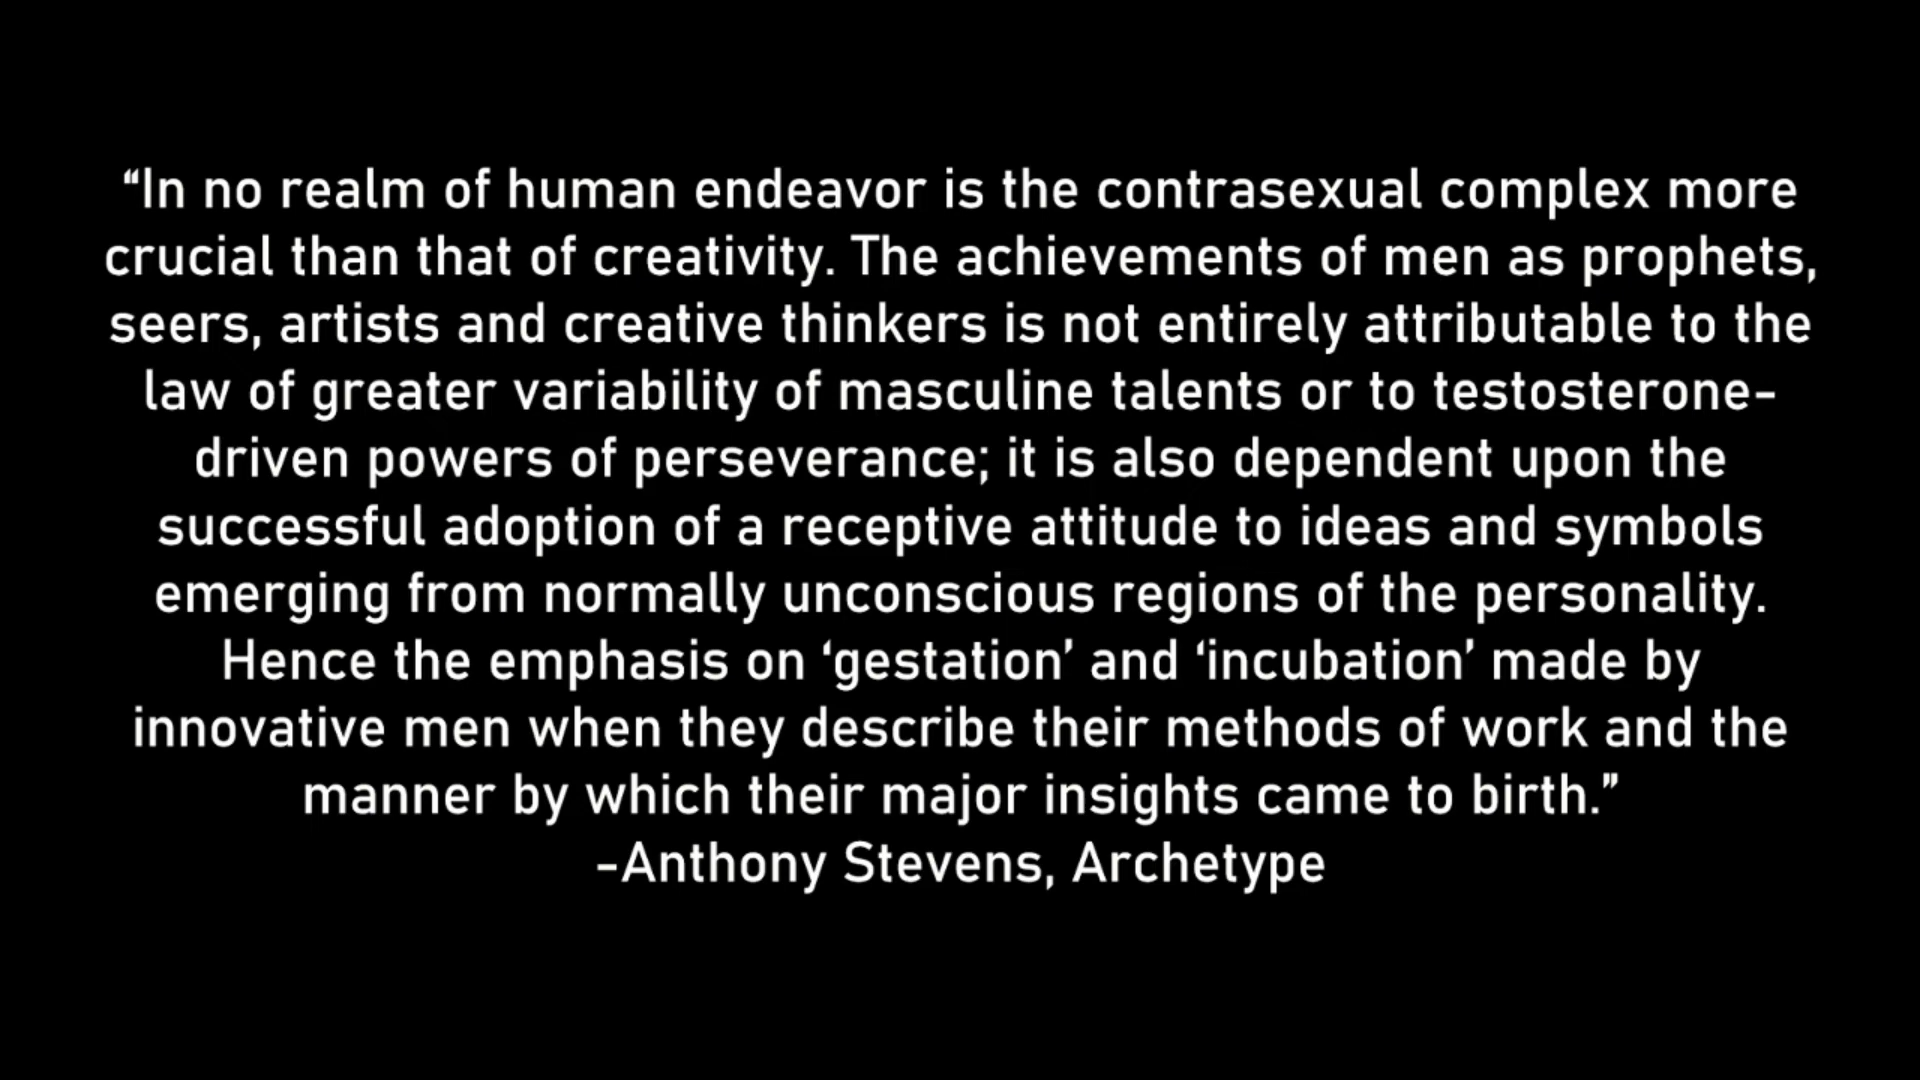 “In no realm of human endeavor is the contrasexual complex more
crucial than that of creativity. The achievements of men as prophets,
seers, artists and creative thinkers is not entirely attributable to the
law of greater variability of masculine talents or to testosterone-
driven powers of perseverance; it is also dependent upon the
successful adoption of a receptive attitude to ideas and symbols
emerging from normally unconscious regions of the personality.
Hence the emphasis on ‘gestation’ and ‘incubation’ made by
innovative men when they describe their methods of work and the
manner by which their major insights came to birth.”
-Anthony Stevens, Archetype